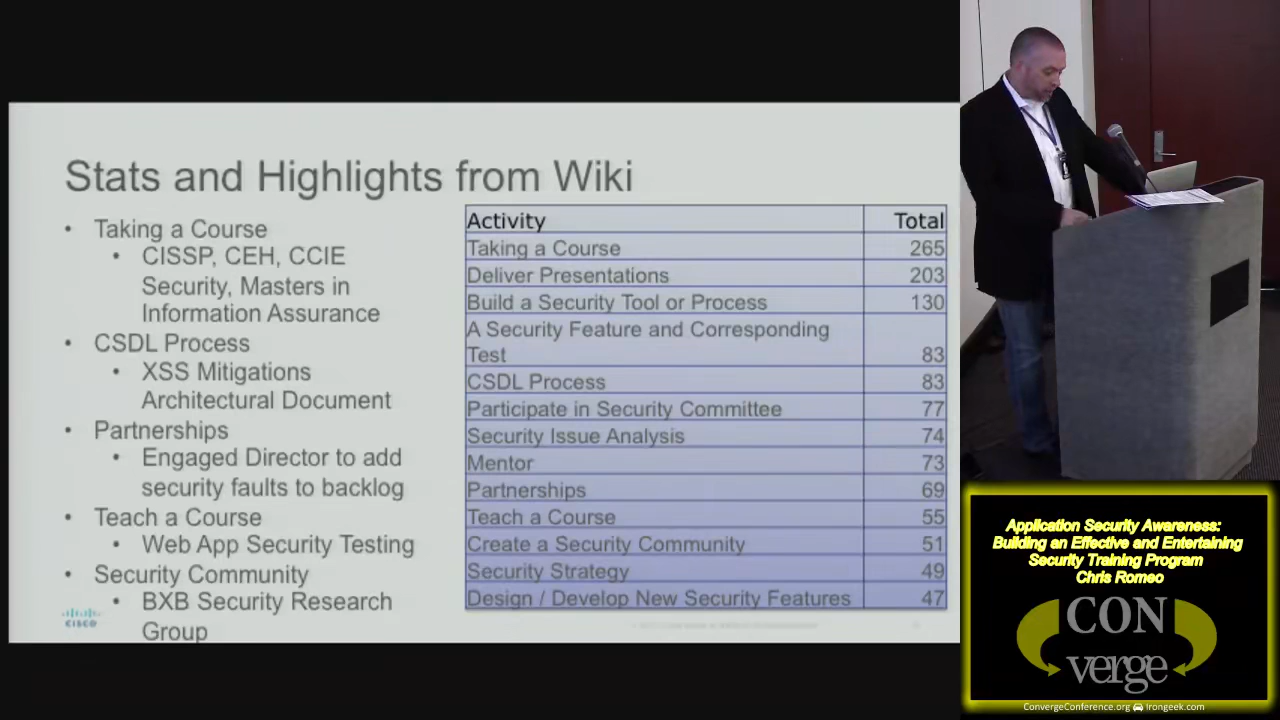 Stats and Highlights from Wiki
• Taking a Course
• CISSP, CEH, CCIE
Security, Masters in
Information Assurance
• CSDL Process
• XSS Mitigations
Architectural Document
• Partnerships
• Engaged Director to add
security faults to backlog
• Teach a Course
• Web App Security Testing
• Security Community
• BXB Security Research
Group
CISCO
Activity Total
Taking a Course 265
Deliver Presentations 203
Build a Security Tool or Process 130
A Security Feature and Corresponding
Test 83
CSDL Process 83
Participate in Security Committee 77
Security Issue Analysis 74
Mentor 73
Partnerships 69
Teach a Course 55
Create a Security Community 51
Security Strategy 49
Design / Develop New Security Features 47
Application Security Awareness:
Building an Effective and Entertaining
Security Training Program
Chris Romeo
CON
verge
ConvergeConference.org Irongeek.com